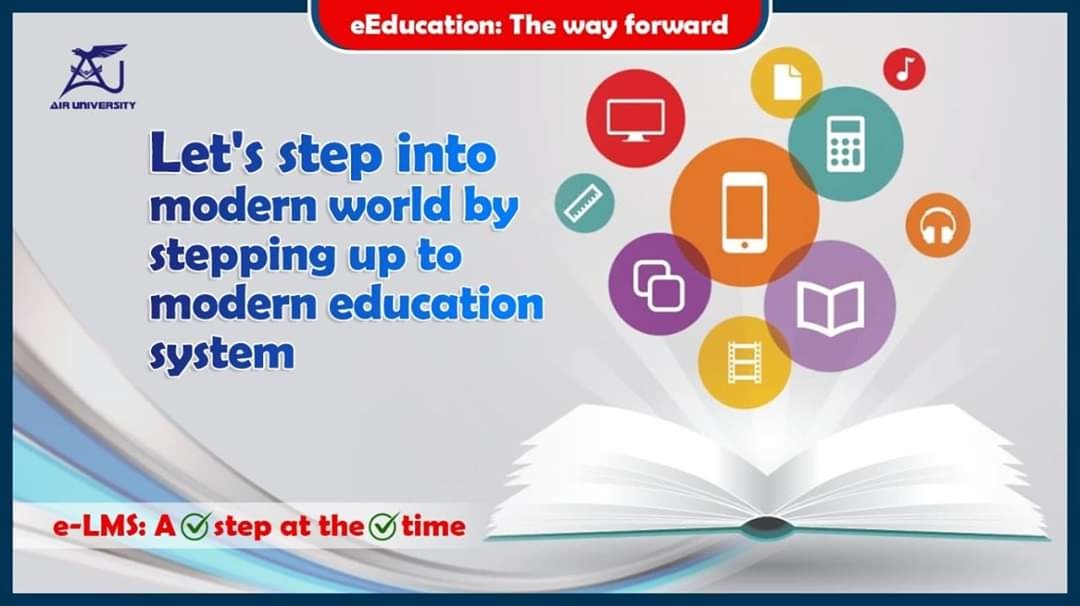 eEducation: The way forward
AIR UNIVERSITY
Let's step into
modern world by
stepping up to
modern education
system
e-LMS: A ✓ step at the ✓ time